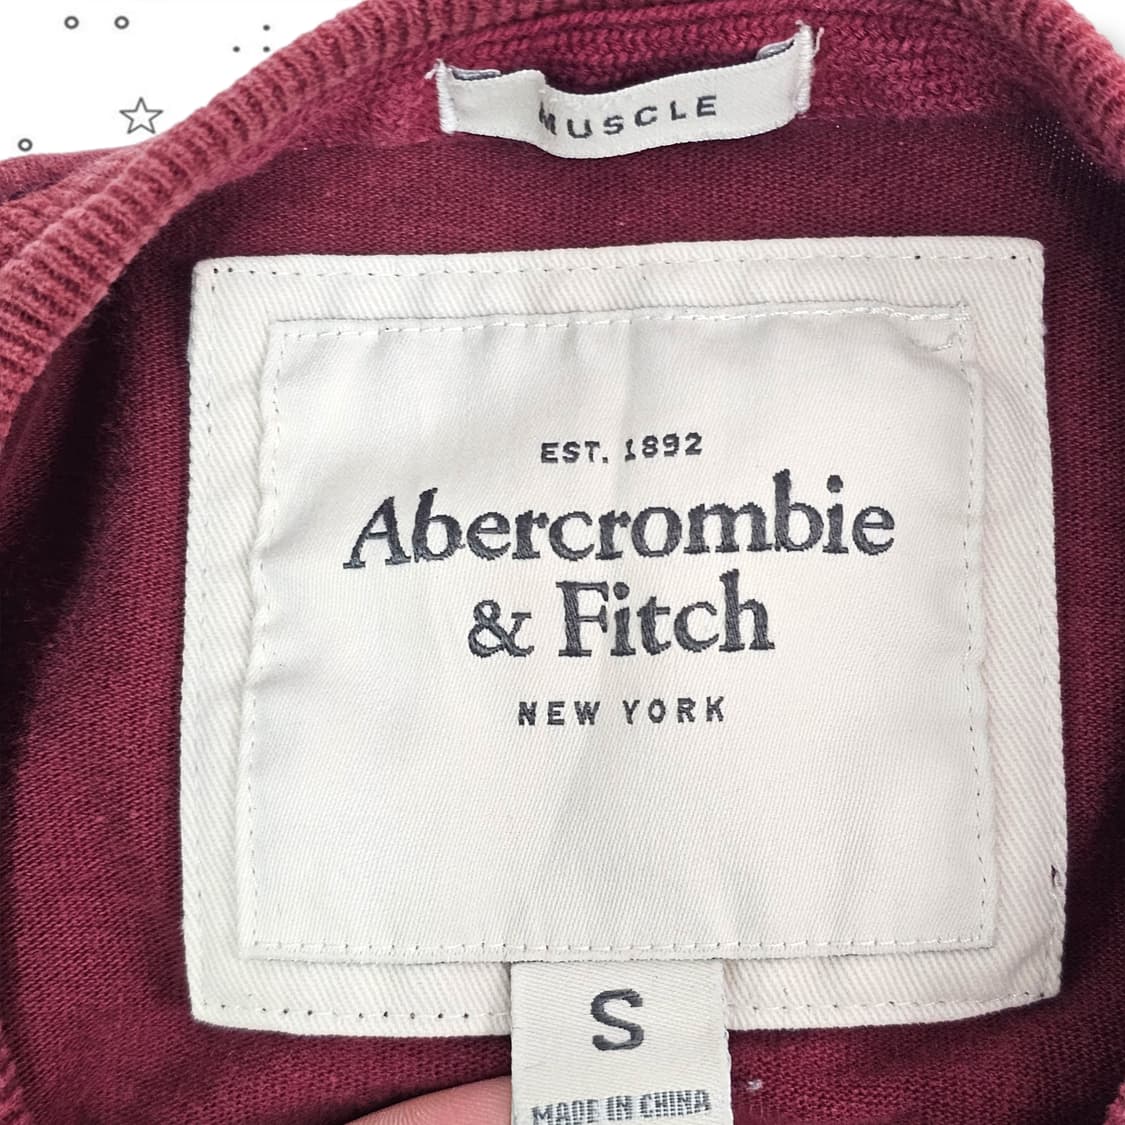 MUSCLE
EST. 1892
Abercrombie
& Fitch
NEW YORK
S
MADE IN CHINA